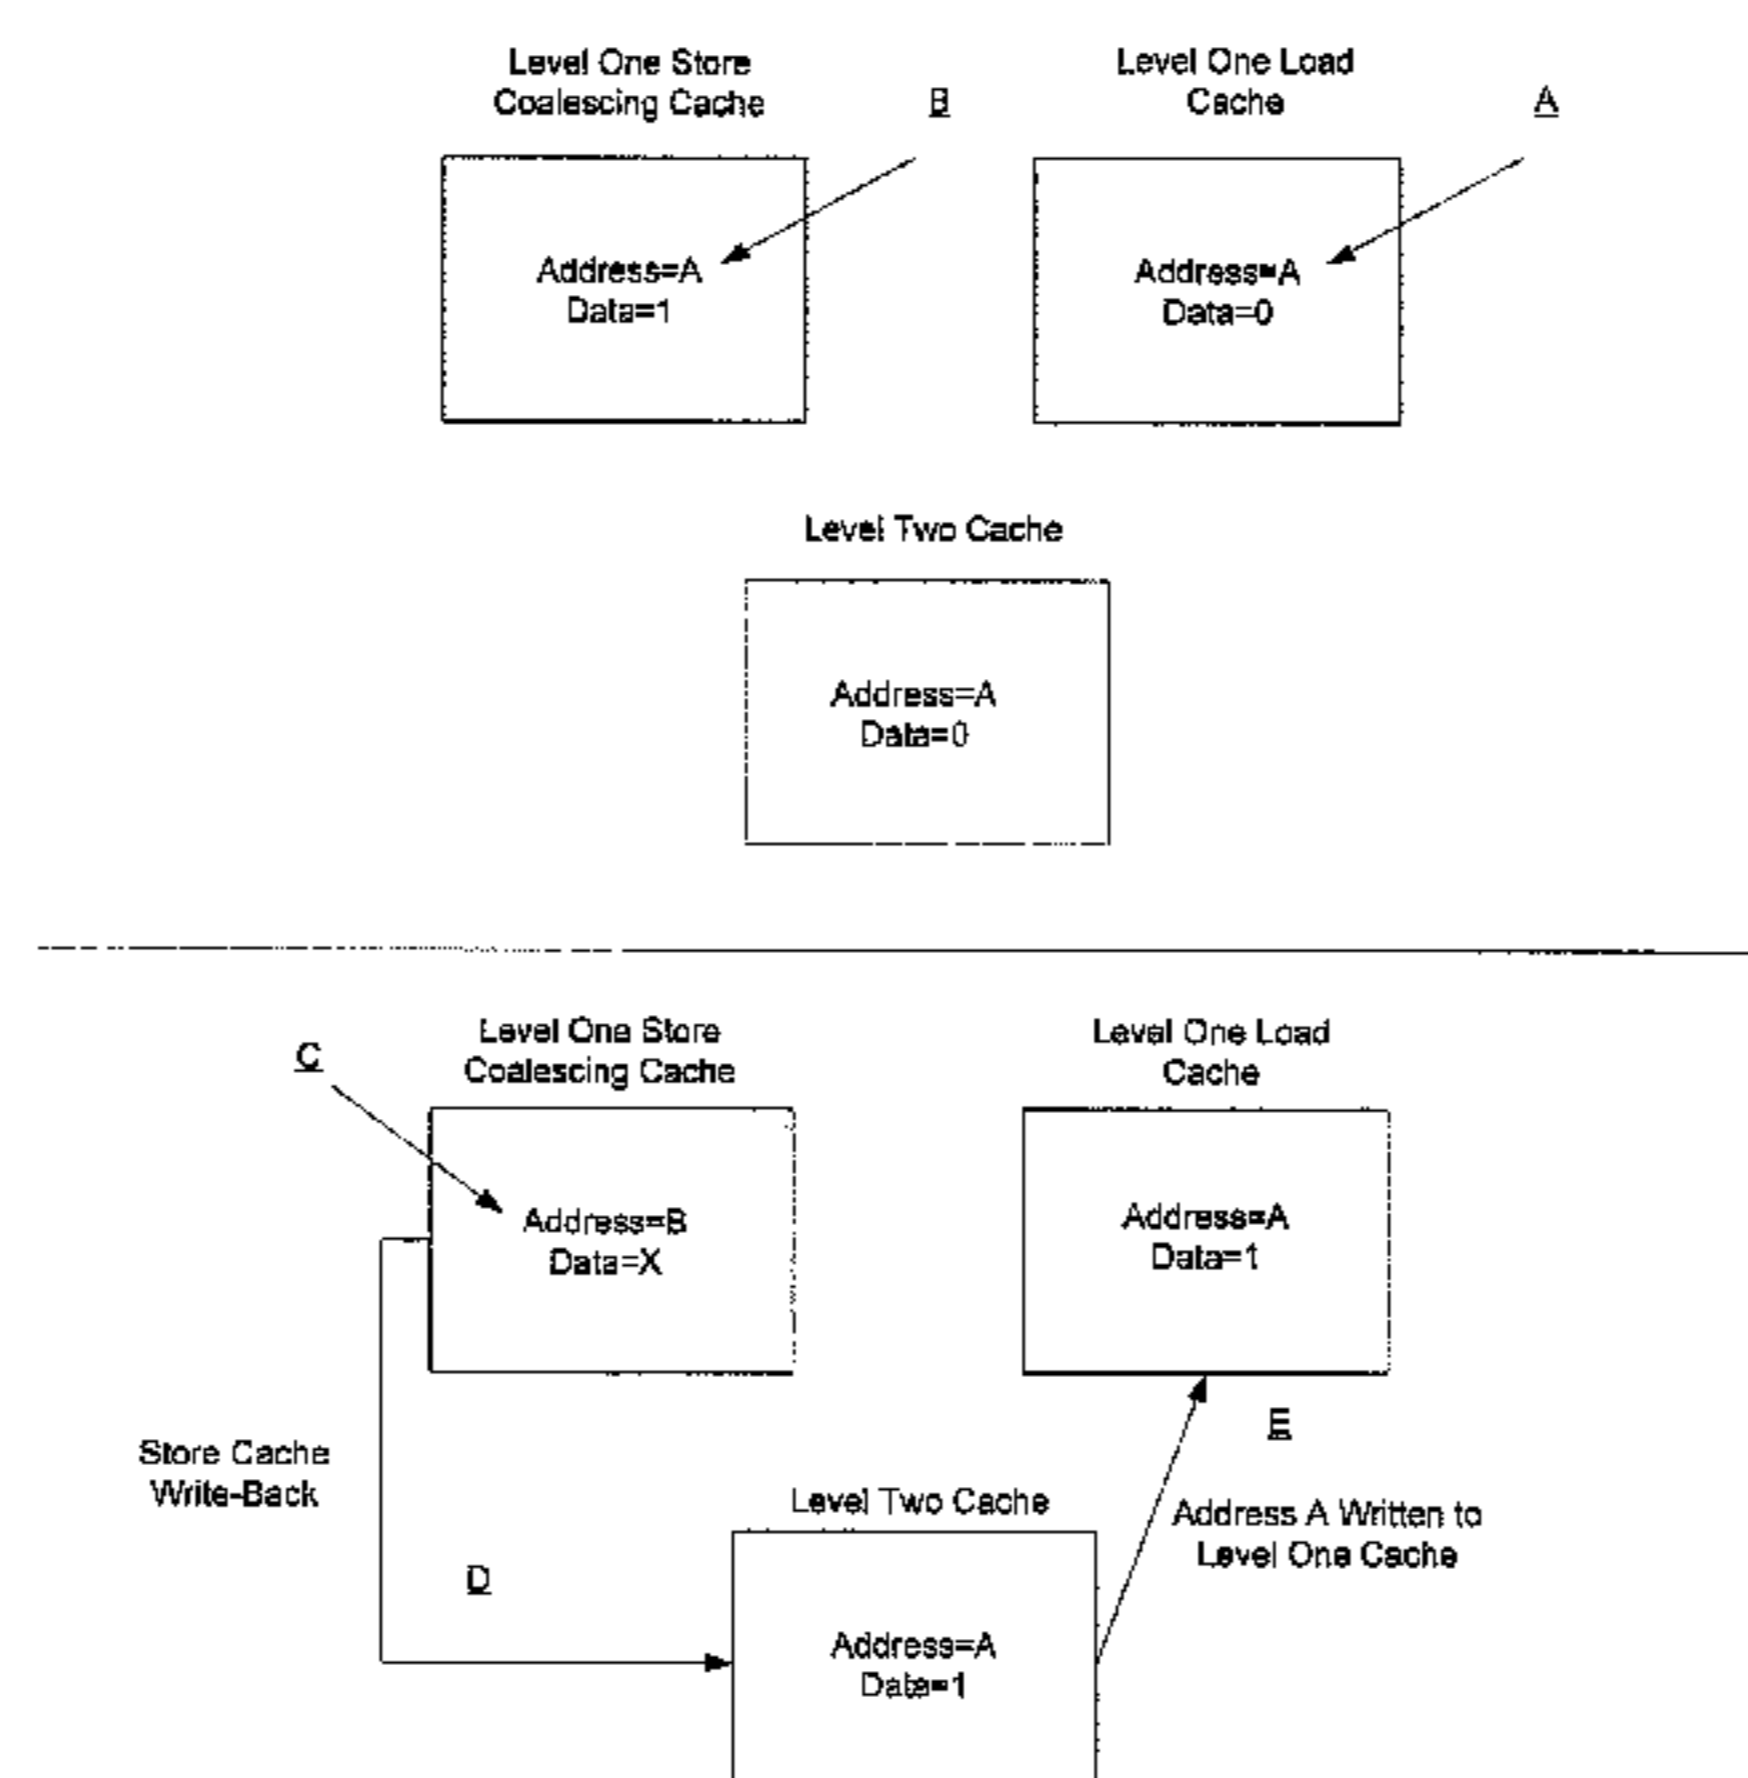 Level One Store
Coalescing Cache
B
Level One Load
Cache
A
Address=A
Data=1
Address=A
Data=0
Level Two Cache
Address=A
Data=0
C
Level One Store
Coalescing Cache
Level One Load
Cache
Address=B
Data=X
Address=A
Data=1
Store Cache
Write-Back
D
E
Level Two Cache
Address A Written to
Level One Cache
Address=A
Data=1